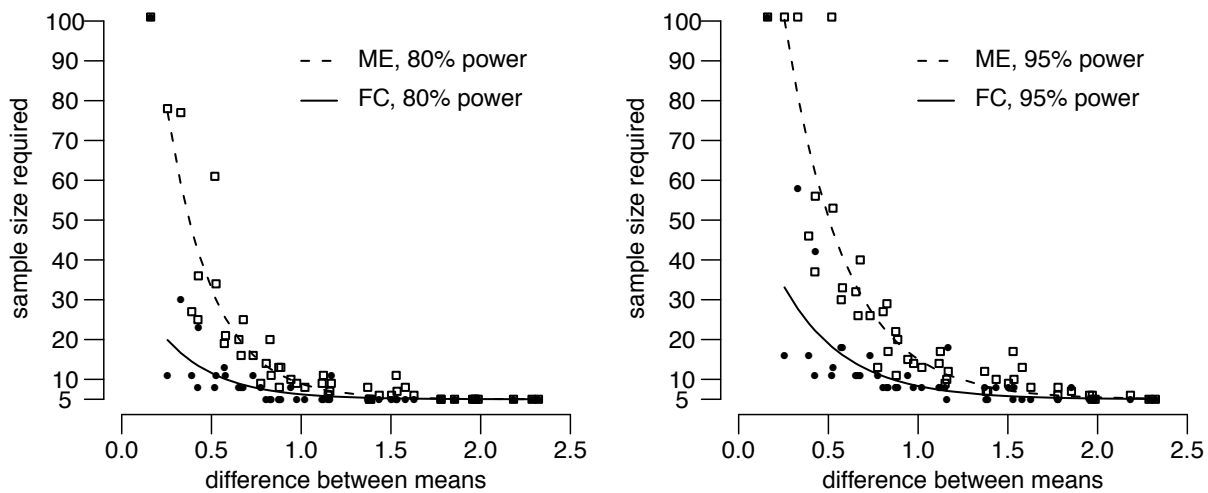 sample size required
100
90
80
70
60
50
40
30
20
10
5
ME, 80% power
FC, 80% power
0.0 0.5 1.0 1.5 2.0 2.5
difference between means
sample size required
100
90
80
70
60
50
40
30
20
10
5
ME, 95% power
FC, 95% power
0.0 0.5 1.0 1.5 2.0 2.5
difference between means